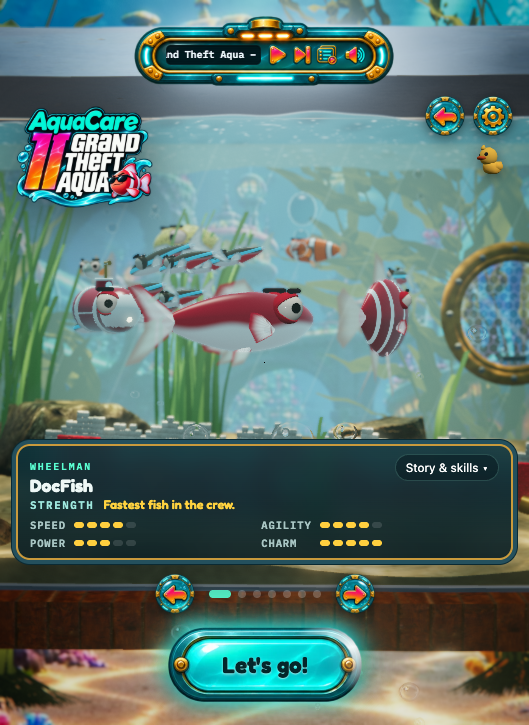 nd Theft Aqua –
AquaCare
11 GRAND
THEFT
AQUA
WHEELMAN
Story & skills ▾
DocFish
STRENGTH Fastest fish in the crew.
SPEED AGILITY
POWER CHARM
Let's go!